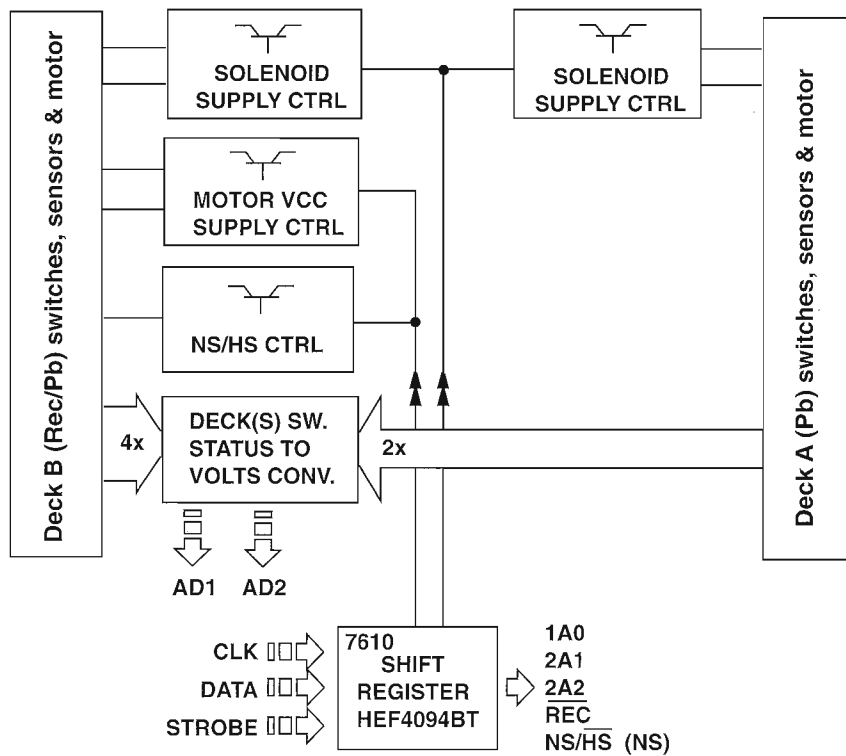 Deck B (Rec/Pb) switches, sensors & motor
SOLENOID
SUPPLY CTRL
SOLENOID
SUPPLY CTRL
Deck A (Pb) switches, sensors & motor
MOTOR VCC
SUPPLY CTRL
NS/HS CTRL
4x
DECK(S) SW.
STATUS TO
VOLTS CONV.
2x
AD1
AD2
CLK
DATA
STROBE
7610
SHIFT
REGISTER
HEF4094BT
1A0
2A1
2A2
R̅E̅C̅
NS/H̅S̅ (NS)